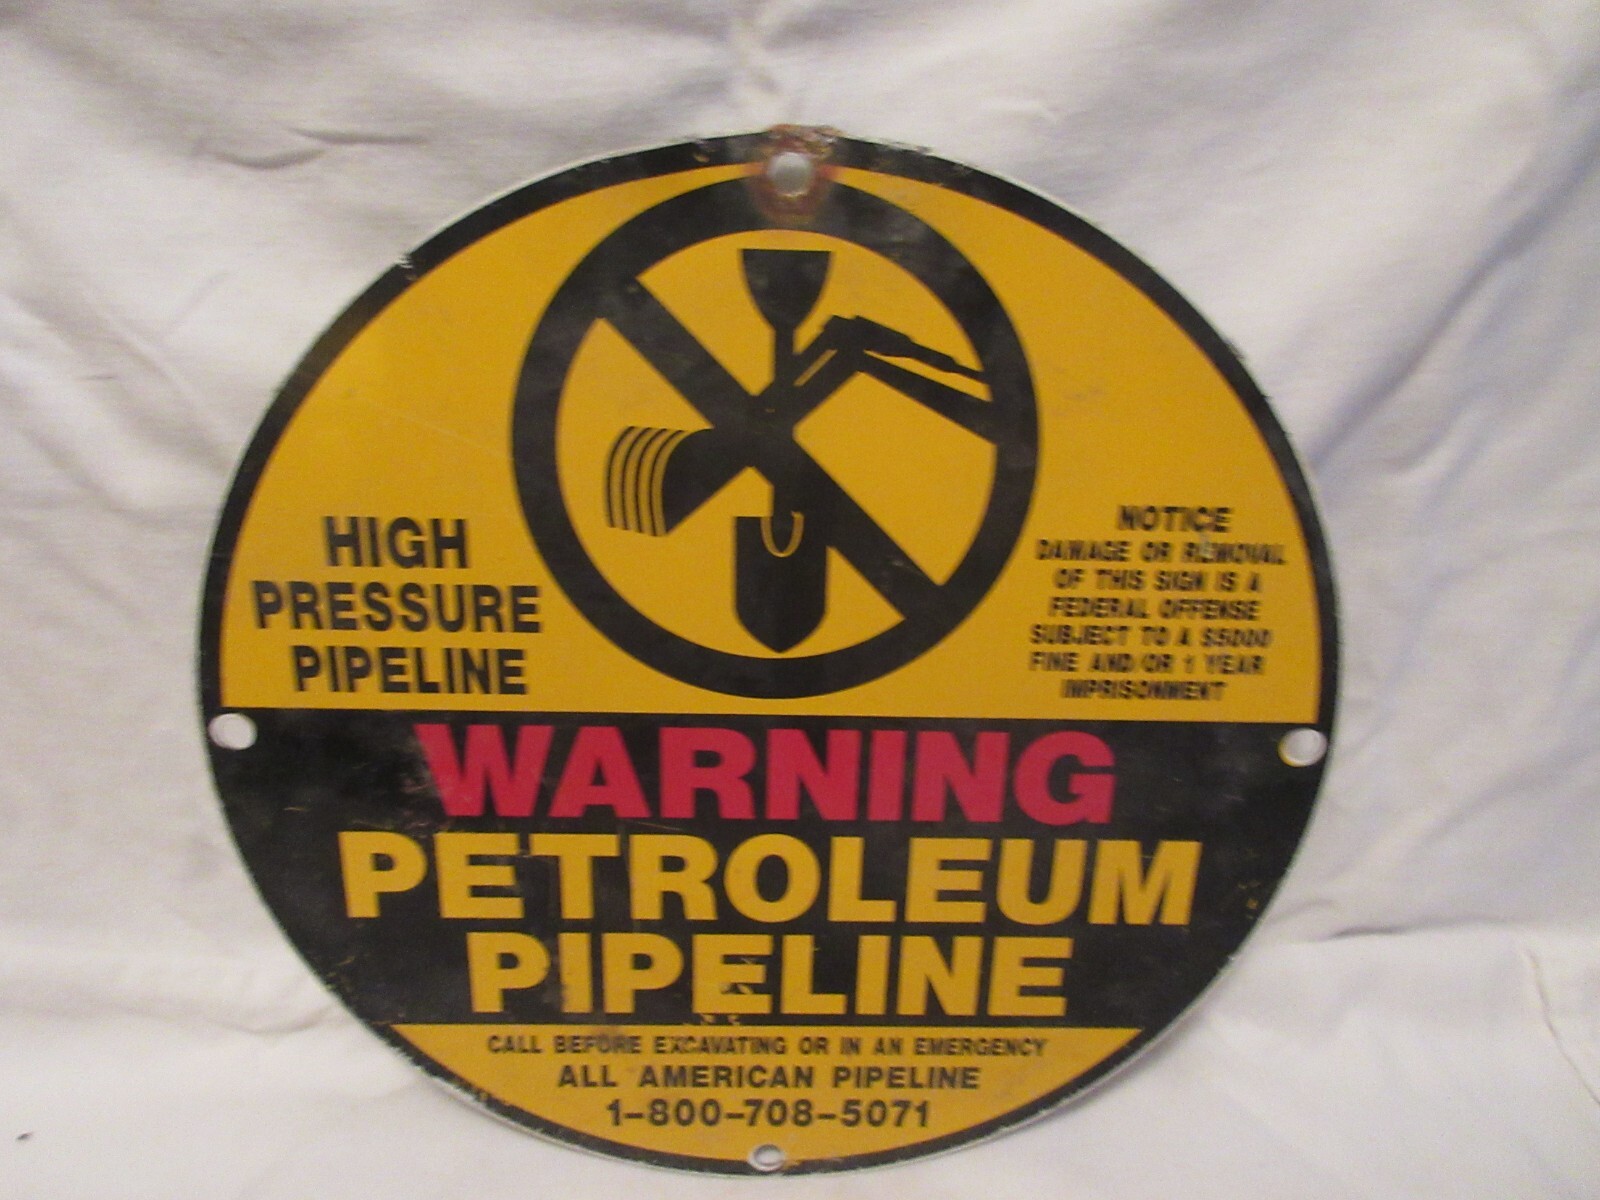 HIGH
PRESSURE
PIPELINE
NOTICE
DAMAGE OR REMOVAL
OF THIS SIGN IS A
FEDERAL OFFENSE
SUBJECT TO A $5000
FINE AND/OR 1 YEAR
IMPRISONMENT
WARNING
PETROLEUM
PIPELINE
CALL BEFORE EXCAVATING OR IN AN EMERGENCY
ALL AMERICAN PIPELINE
1-800-708-5071